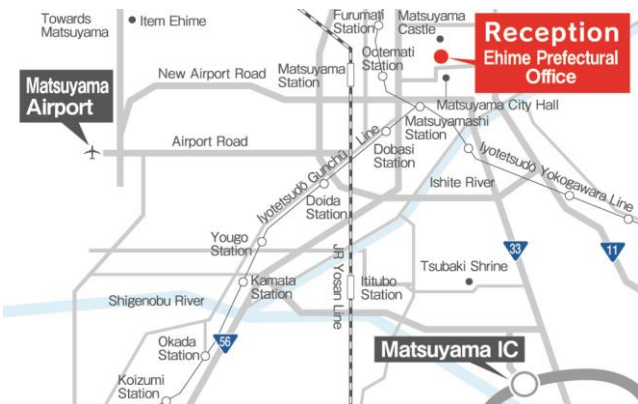 Towards
Matsuyama
Item Ehime
Furumati
Station
Matsuyama
Castle
Reception
Ehime Prefectural
Office
Ootemati
Station
New Airport Road
Matsuyama
Station
Matsuyama
Airport
Matsuyama City Hall
Matsuyamashi
Station
Airport Road
Iyotetsudō Gunchū Line
Dobasi
Station
Iyotetsudō Yokogawara Line
Ishite River
Doida
Station
Yougo
Station
JR Yosan Line
33
11
Kamata
Station
Ititubo
Station
Tsubaki Shrine
Shigenobu River
Okada
Station
56
Matsuyama IC
Koizumi
Station